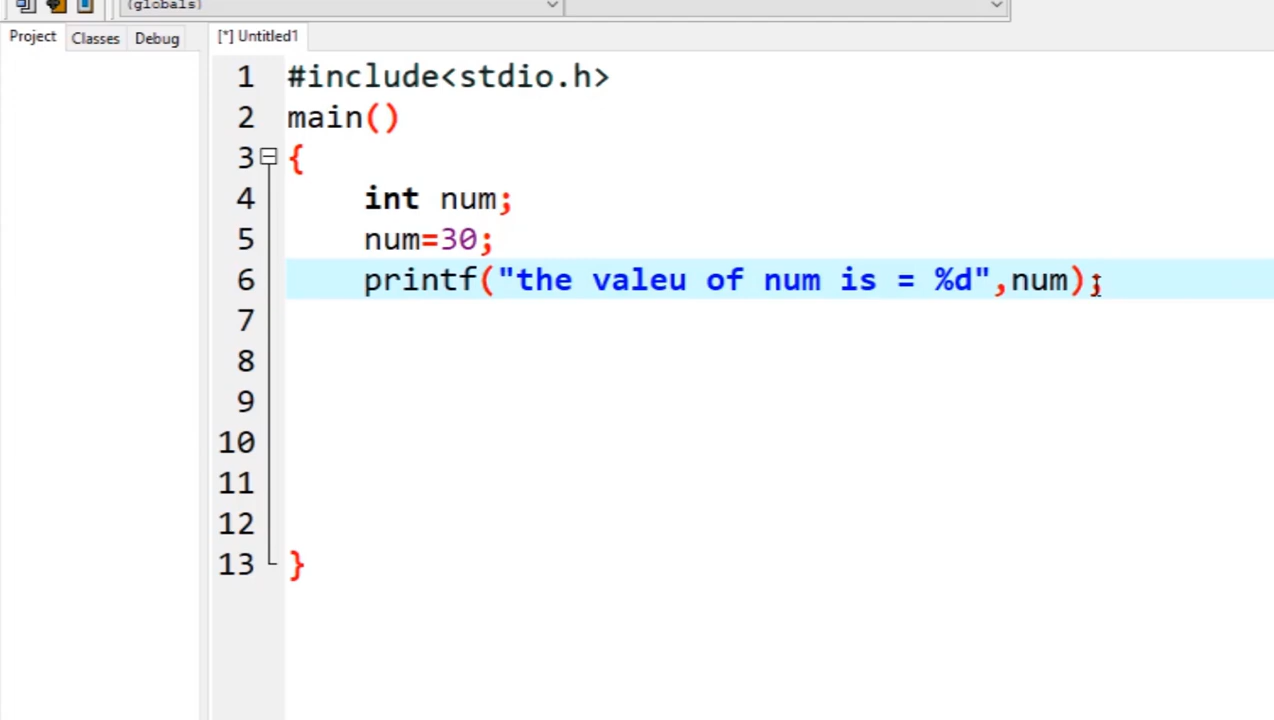 (globals)
Project Classes Debug [*] Untitled1
1 #include<stdio.h>
2 main()
3 {
4 int num;
5 num=30;
6 printf("the valeu of num is = %d",num);
7
8
9
10
11
12
13 }